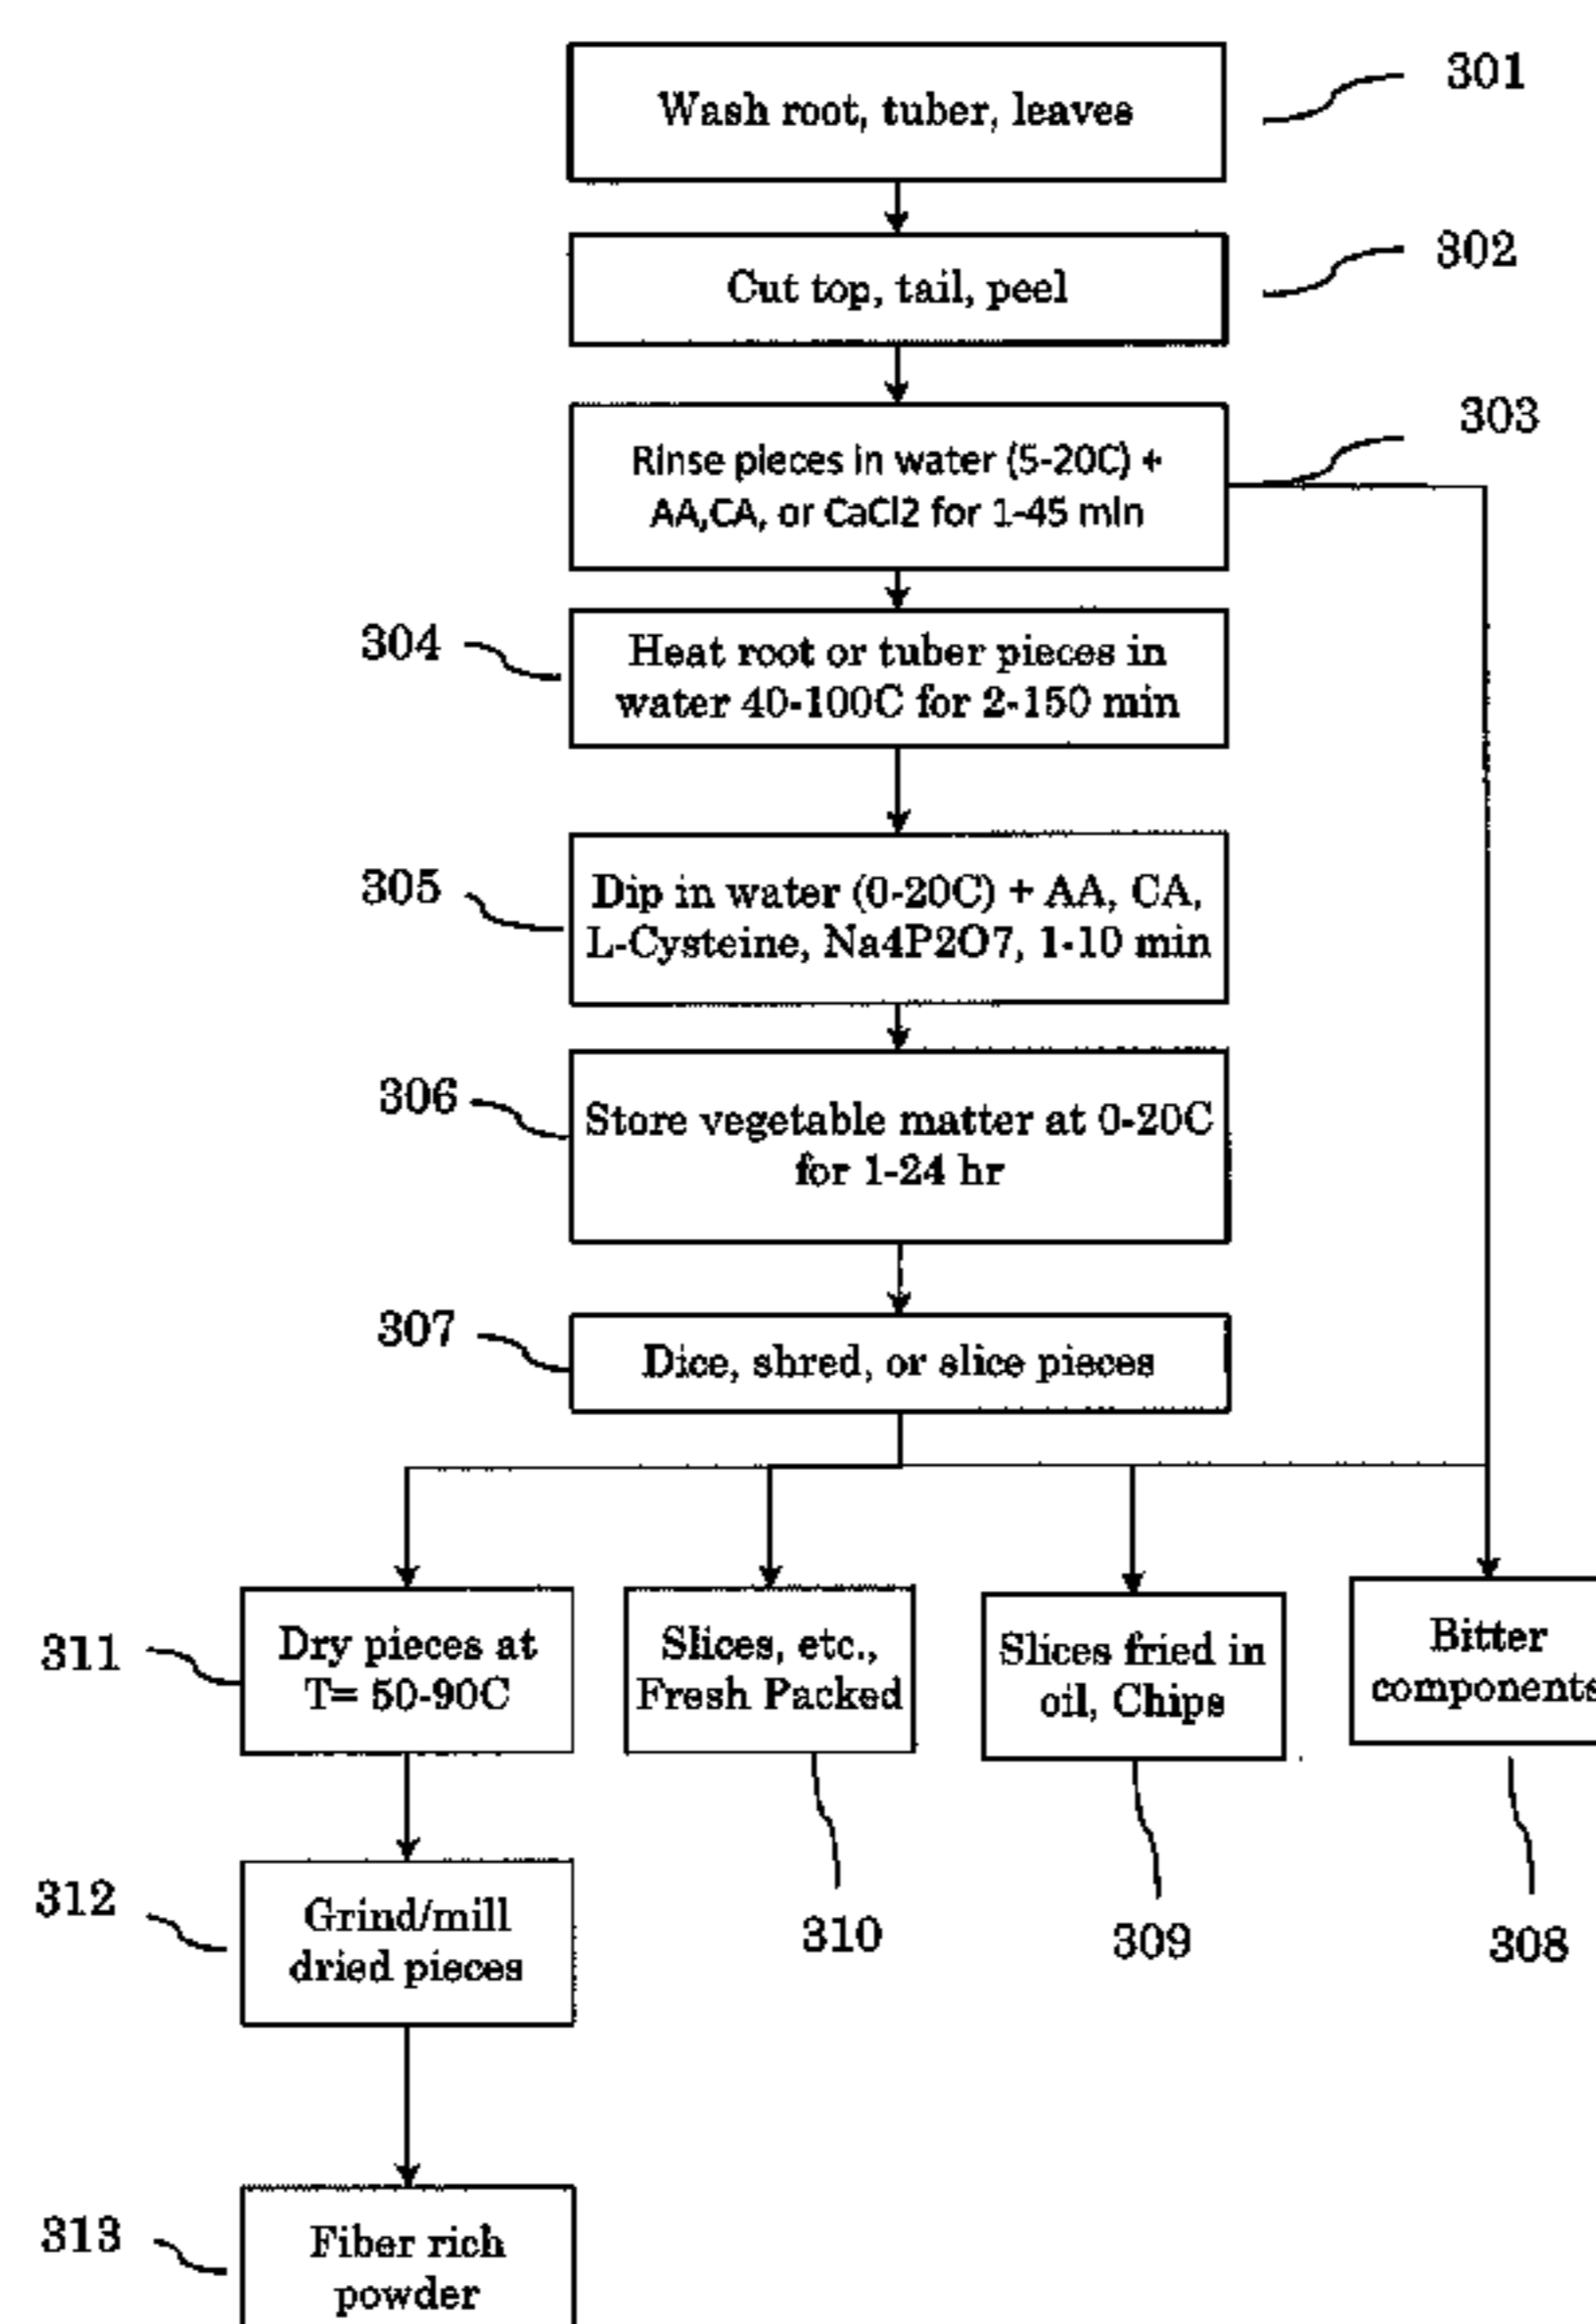 Wash root, tuber, leaves
301
Cut top, tail, peel
302
Rinse pieces in water (5-20C) +
AA,CA, or CaCl2 for 1-45 min
303
304
Heat root or tuber pieces in
water 40-100C for 2-150 min
305
Dip in water (0-20C) + AA, CA,
L-Cysteine, Na4P2O7, 1-10 min
306
Store vegetable matter at 0-20C
for 1-24 hr
307
Dice, shred, or slice pieces
311
Dry pieces at
T= 50-90C
Slices, etc.,
Fresh Packed
Slices fried in
oil, Chips
Bitter
components
312
Grind/mill
dried pieces
310
309
308
313
Fiber rich
powder